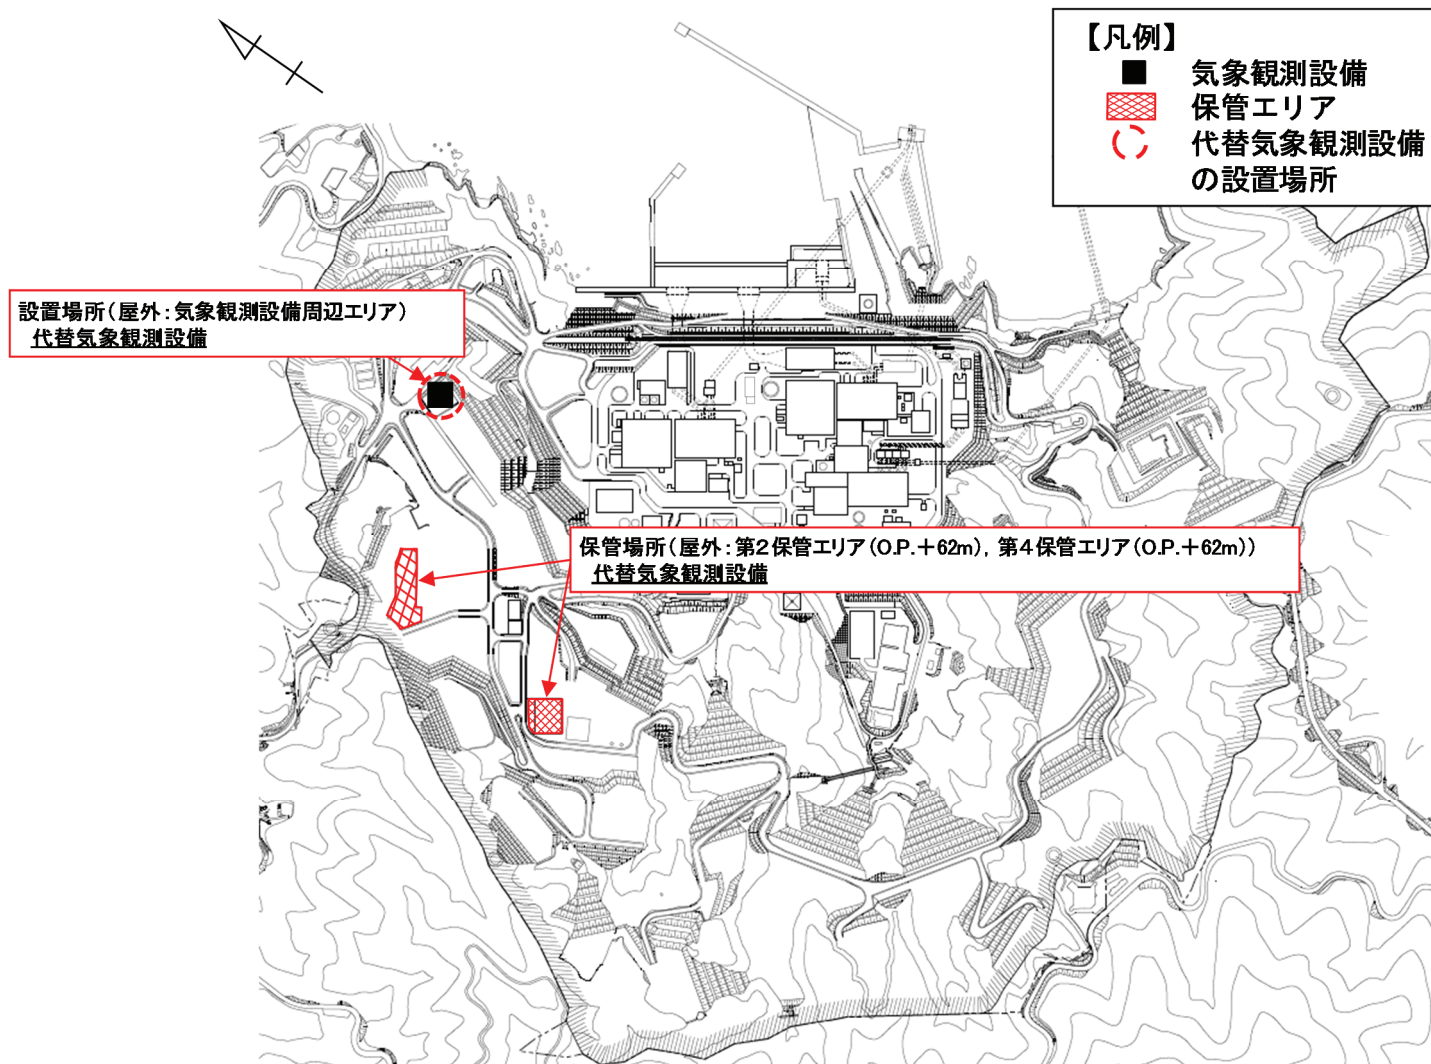 【凡例】
気象観測設備
保管エリア
代替気象観測設備
の設置場所
設置場所（屋外：気象観測設備周辺エリア）
代替気象観測設備
保管場所（屋外：第2保管エリア（O.P.＋62m），第4保管エリア（O.P.＋62m））
代替気象観測設備